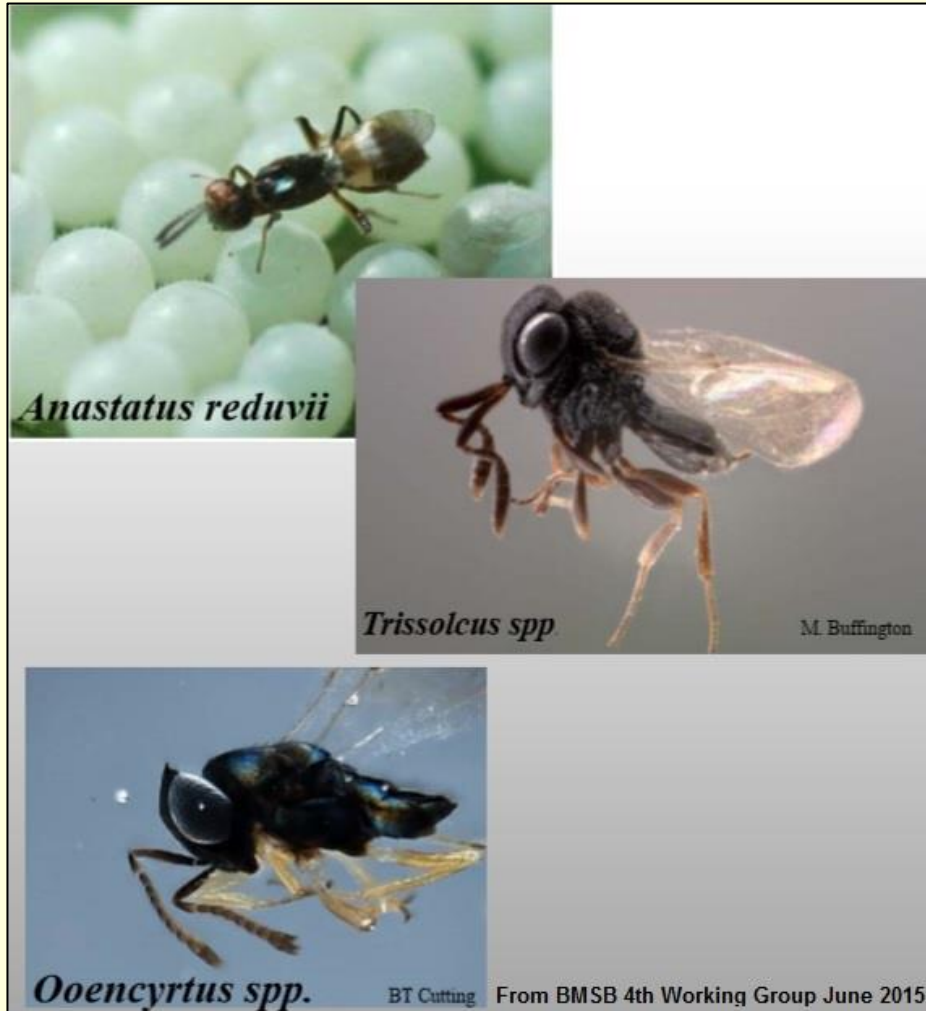 Anastatus reduvii
Trissolcus spp
M. Buffington
Ooencyrtus spp.
BT Cutting
From BMSB 4th Working Group June 2015